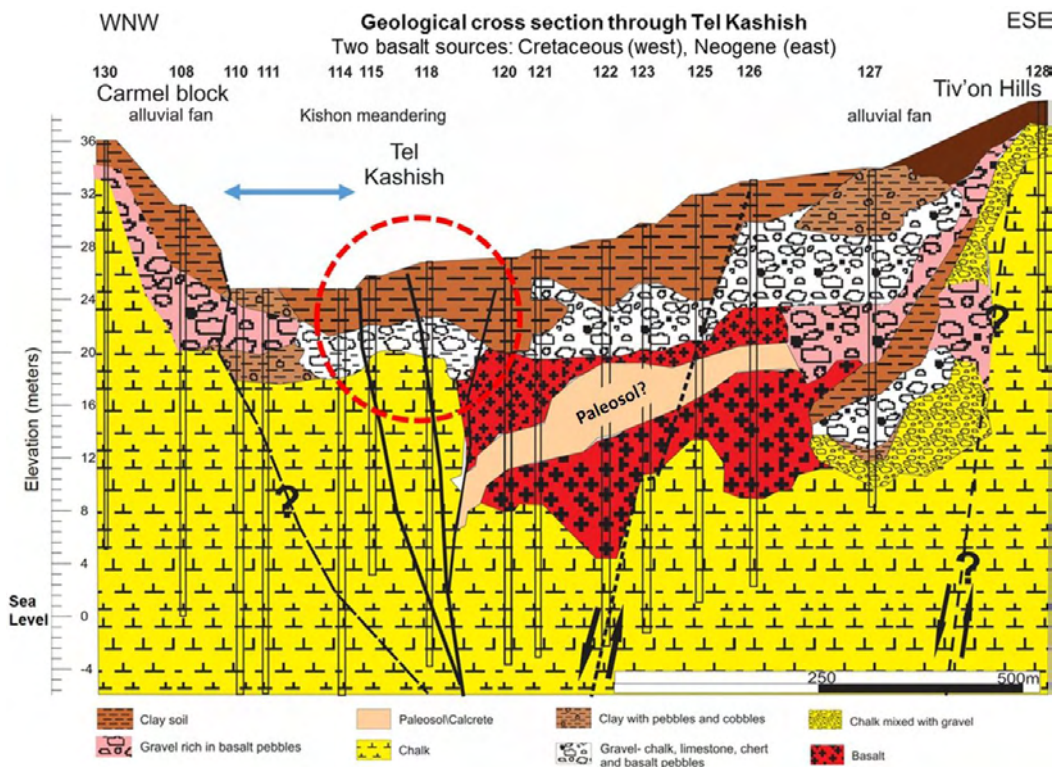 WNW
Geological cross section through Tel Kashish
ESE
Two basalt sources: Cretaceous (west), Neogene (east)
130 108 110 111 114 115 118 120 121 122 123 125 126 127 128
Carmel block
alluvial fan
Kishon meandering
alluvial fan
Tiv'on Hills
Tel
Kashish
36
32
28
24
20
16
12
8
4
0
-4
Elevation (meters)
Sea
Level
Paleosol?
?
?
?
250
500m
Clay soil
Paleosol\Calcrete
Clay with pebbles and cobbles
Chalk mixed with gravel
Gravel rich in basalt pebbles
Chalk
Gravel- chalk, limestone, chert
and basalt pebbles
Basalt